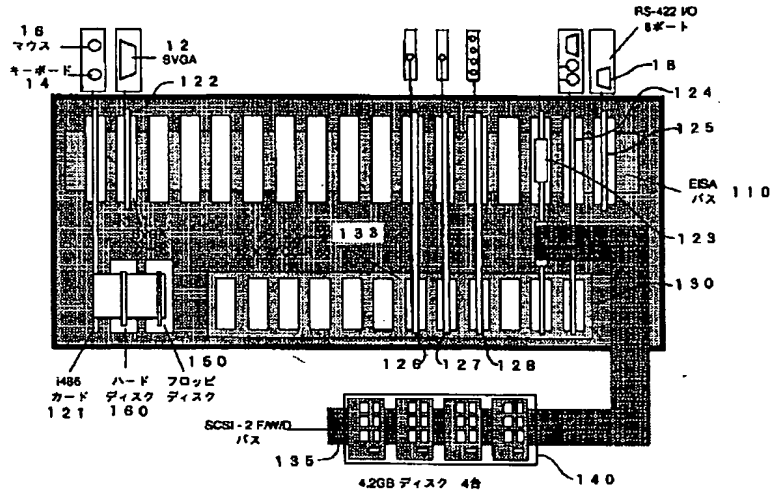 16
マウス
キーボード
14
12
SVGA
122
RS-422 I/O
8ポート
18
124
125
EISA
バス
110
123
133
130
150
126
127
128
i486
カード
121
ハード
ディスク
160
フロッピ
ディスク
SCSI-2 F/W/D
バス
135
140
4.2GB ディスク 4台